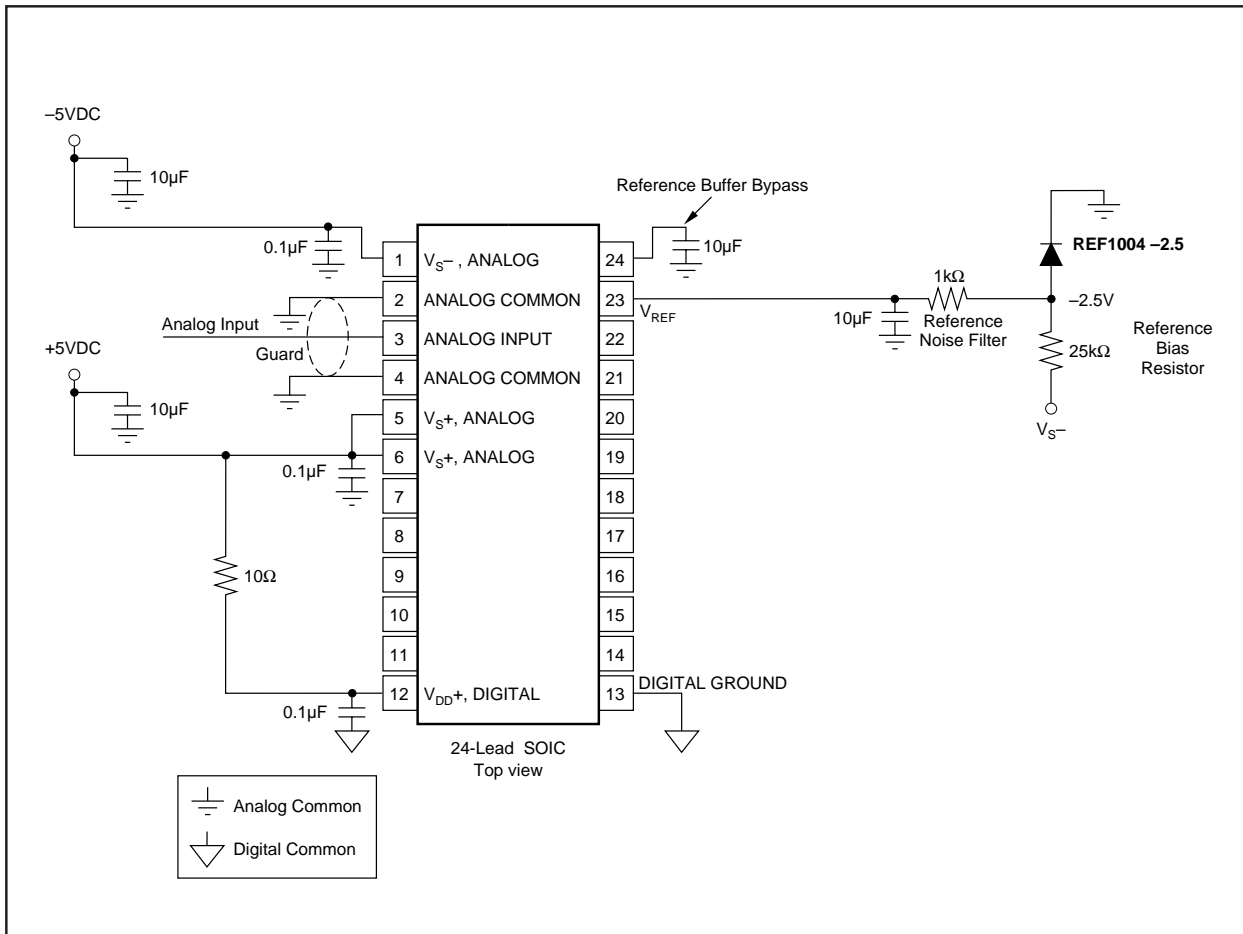 –5VDC
10µF
0.1µF
Analog Input
Guard
+5VDC
10µF
0.1µF
10Ω
0.1µF
1 VS– , ANALOG
2 ANALOG COMMON
3 ANALOG INPUT
4 ANALOG COMMON
5 VS+, ANALOG
6 VS+, ANALOG
7
8
9
10
11
12 VDD+, DIGITAL
24
23
22
21
20
19
18
17
16
15
14
13
DIGITAL GROUND
24-Lead SOIC
Top view
Reference Buffer Bypass
10µF
VREF
10µF
1kΩ
Reference
Noise Filter
REF1004 –2.5
–2.5V
25kΩ
Reference
Bias
Resistor
VS–
Analog Common
Digital Common